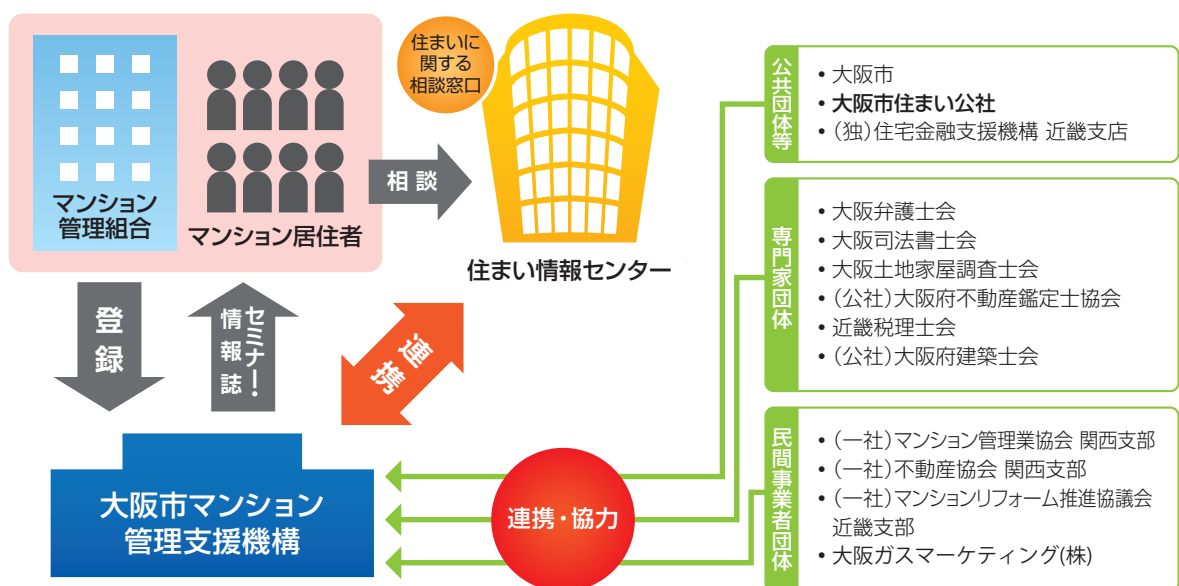 マンション
管理組合
マンション居住者
相談
住まいに
関する
相談窓口
住まい情報センター
登録
セミナー・
情報誌
連携
大阪市マンション
管理支援機構
連携・協力
公共団体等
• 大阪市
• 大阪市住まい公社
• (独)住宅金融支援機構 近畿支店
専門家団体
• 大阪弁護士会
• 大阪司法書士会
• 大阪土地家屋調査士会
• (公社)大阪府不動産鑑定士協会
• 近畿税理士会
• (公社)大阪府建築士会
民間事業者団体
• (一社)マンション管理業協会 関西支部
• (一社)不動産協会 関西支部
• (一社)マンションリフォーム推進協議会
近畿支部
• 大阪ガスマーケティング(株)